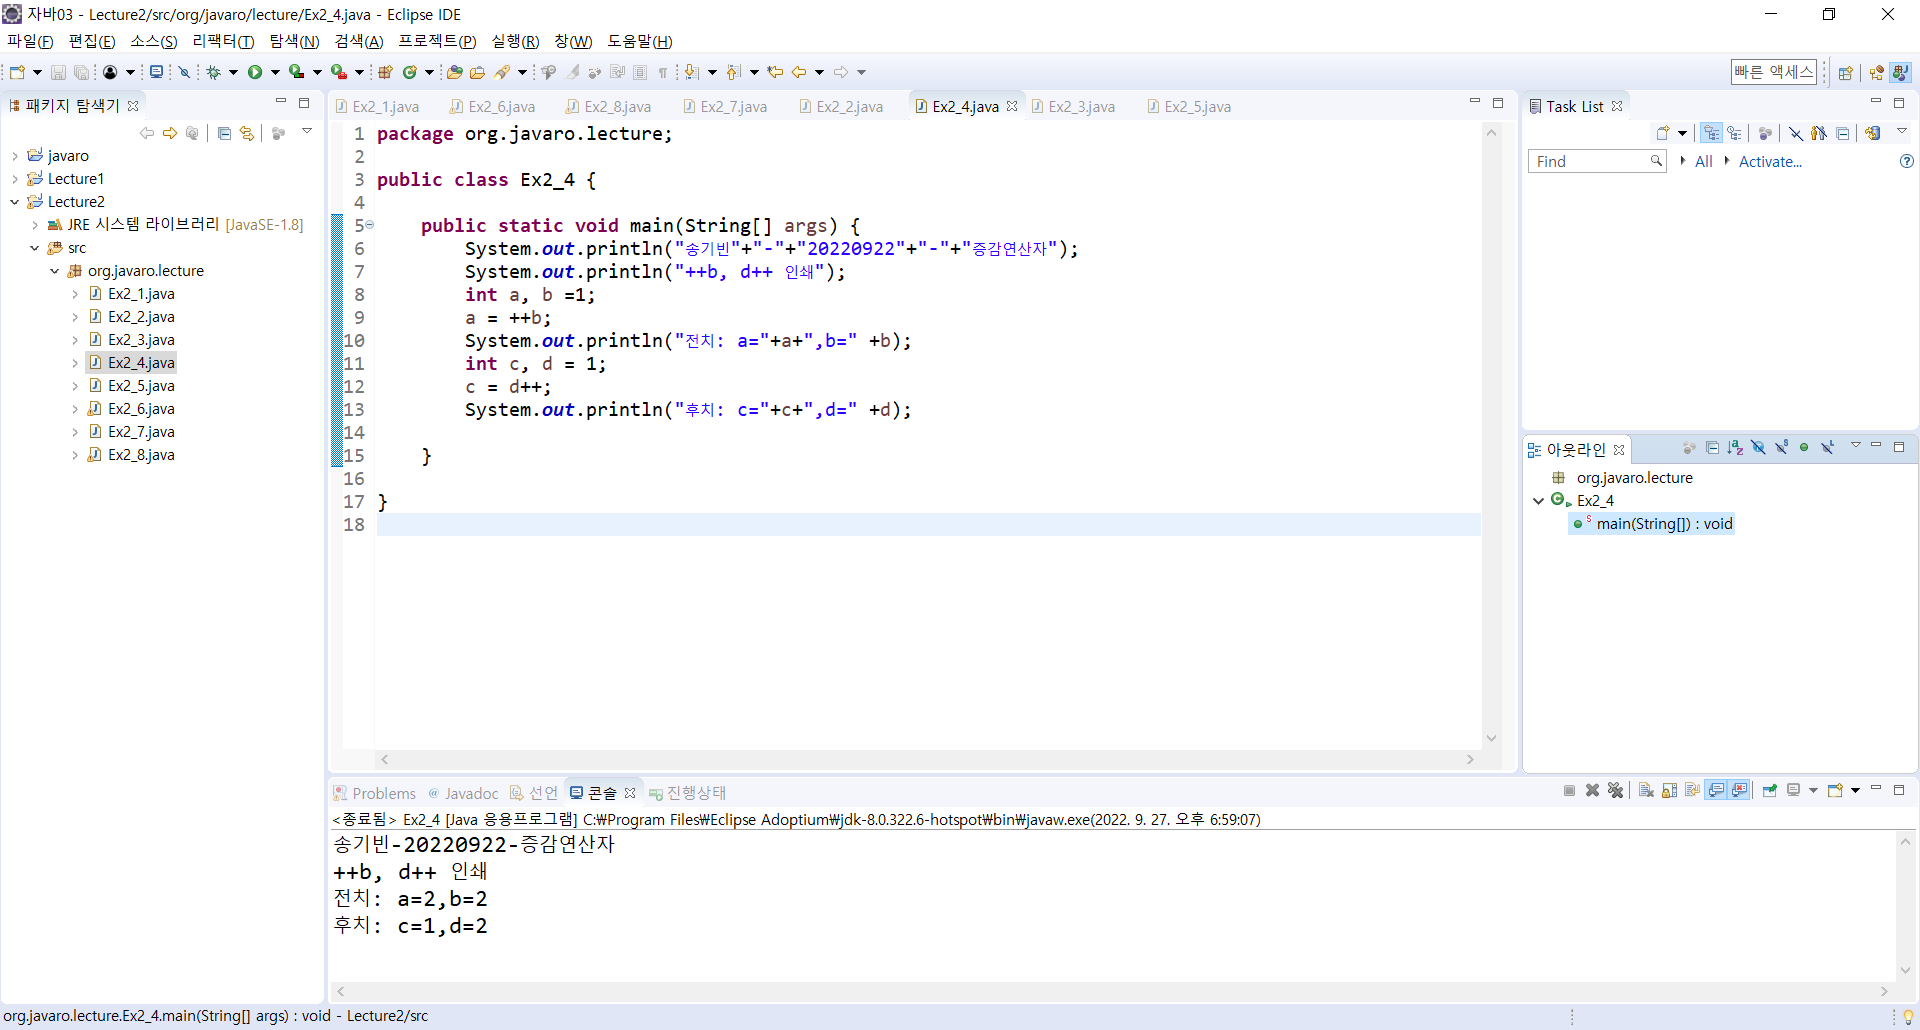 자바03 - Lecture2/src/org/javaro/lecture/Ex2_4.java - Eclipse IDE
파일(F) 편집(E) 소스(S) 리팩터(T) 탐색(N) 검색(A) 프로젝트(P) 실행(R) 창(W) 도움말(H)
빠른 액세스
패키지 탐색기
javaro
Lecture1
Lecture2
JRE 시스템 라이브러리 [JavaSE-1.8]
src
org.javaro.lecture
Ex2_1.java
Ex2_2.java
Ex2_3.java
Ex2_4.java
Ex2_5.java
Ex2_6.java
Ex2_7.java
Ex2_8.java
Ex2_1.java Ex2_6.java Ex2_8.java Ex2_7.java Ex2_2.java Ex2_4.java Ex2_3.java Ex2_5.java
1 package org.javaro.lecture;
2
3 public class Ex2_4 {
4
5 public static void main(String[] args) {
6 System.out.println("송기빈"+"-"+"20220922"+"-"+"증감연산자");
7 System.out.println("++b, d++ 인쇄");
8 int a, b =1;
9 a = ++b;
10 System.out.println("전치: a="+a+",b=" +b);
11 int c, d = 1;
12 c = d++;
13 System.out.println("후치: c="+c+",d=" +d);
14
15 }
16
17 }
18
Task List
Find All Activate...
아웃라인
org.javaro.lecture
Ex2_4
main(String[]) : void
Problems @ Javadoc 선언 콘솔 진행상태
<종료됨> Ex2_4 [Java 응용프로그램] C:₩Program Files₩Eclipse Adoptium₩jdk-8.0.322.6-hotspot₩bin₩javaw.exe(2022. 9. 27. 오후 6:59:07)
송기빈-20220922-증감연산자
++b, d++ 인쇄
전치: a=2,b=2
후치: c=1,d=2
org.javaro.lecture.Ex2_4.main(String[] args) : void - Lecture2/src